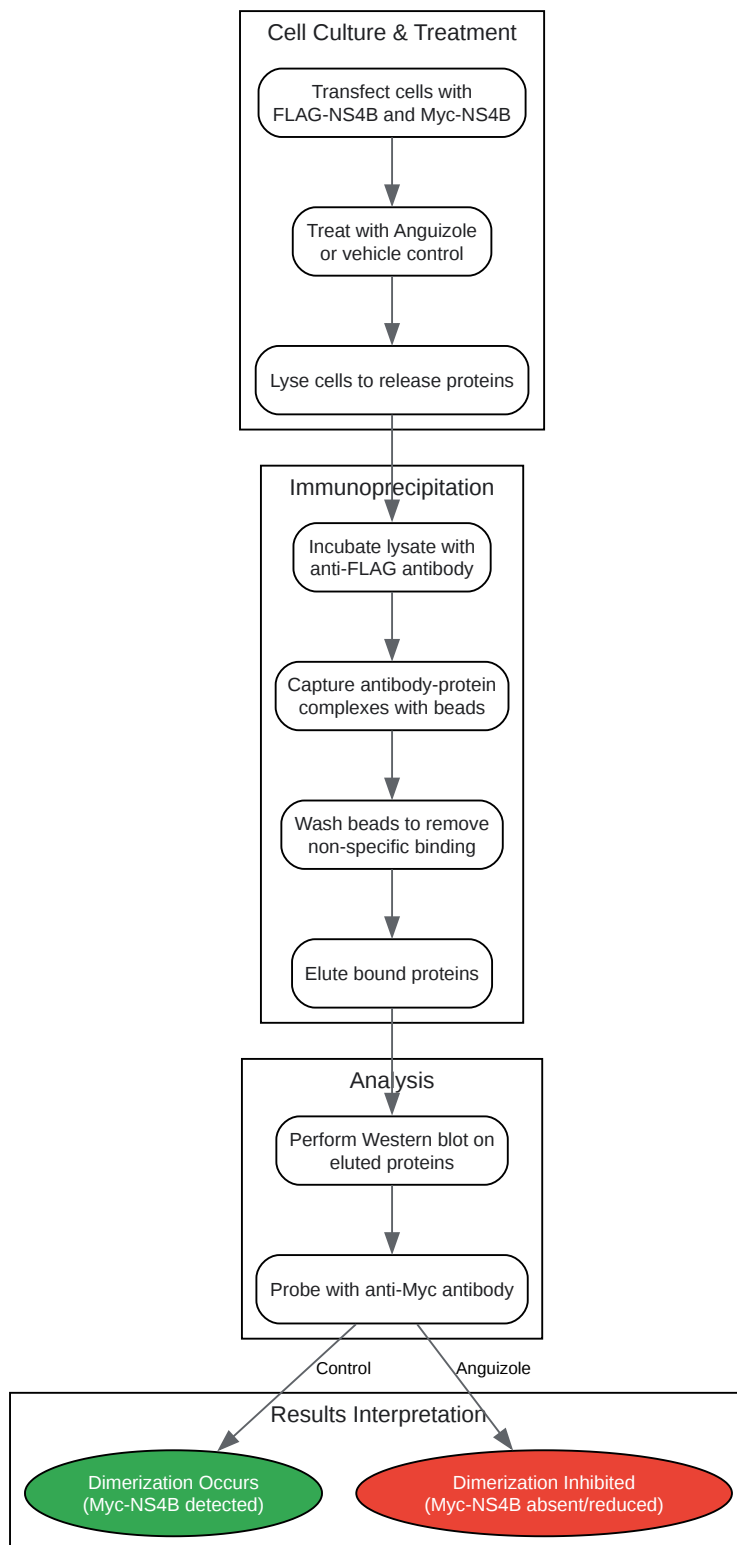 Cell Culture & Treatment
Transfect cells with
FLAG-NS4B and Myc-NS4B
Treat with Anguizole
or vehicle control
Lyse cells to release proteins
Immunoprecipitation
Incubate lysate with
anti-FLAG antibody
Capture antibody-protein
complexes with beads
Wash beads to remove
non-specific binding
Elute bound proteins
Analysis
Perform Western blot on
eluted proteins
Probe with anti-Myc antibody
Control
Anguizole
Results Interpretation
Dimerization Occurs
(Myc-NS4B detected)
Dimerization Inhibited
(Myc-NS4B absent/reduced)